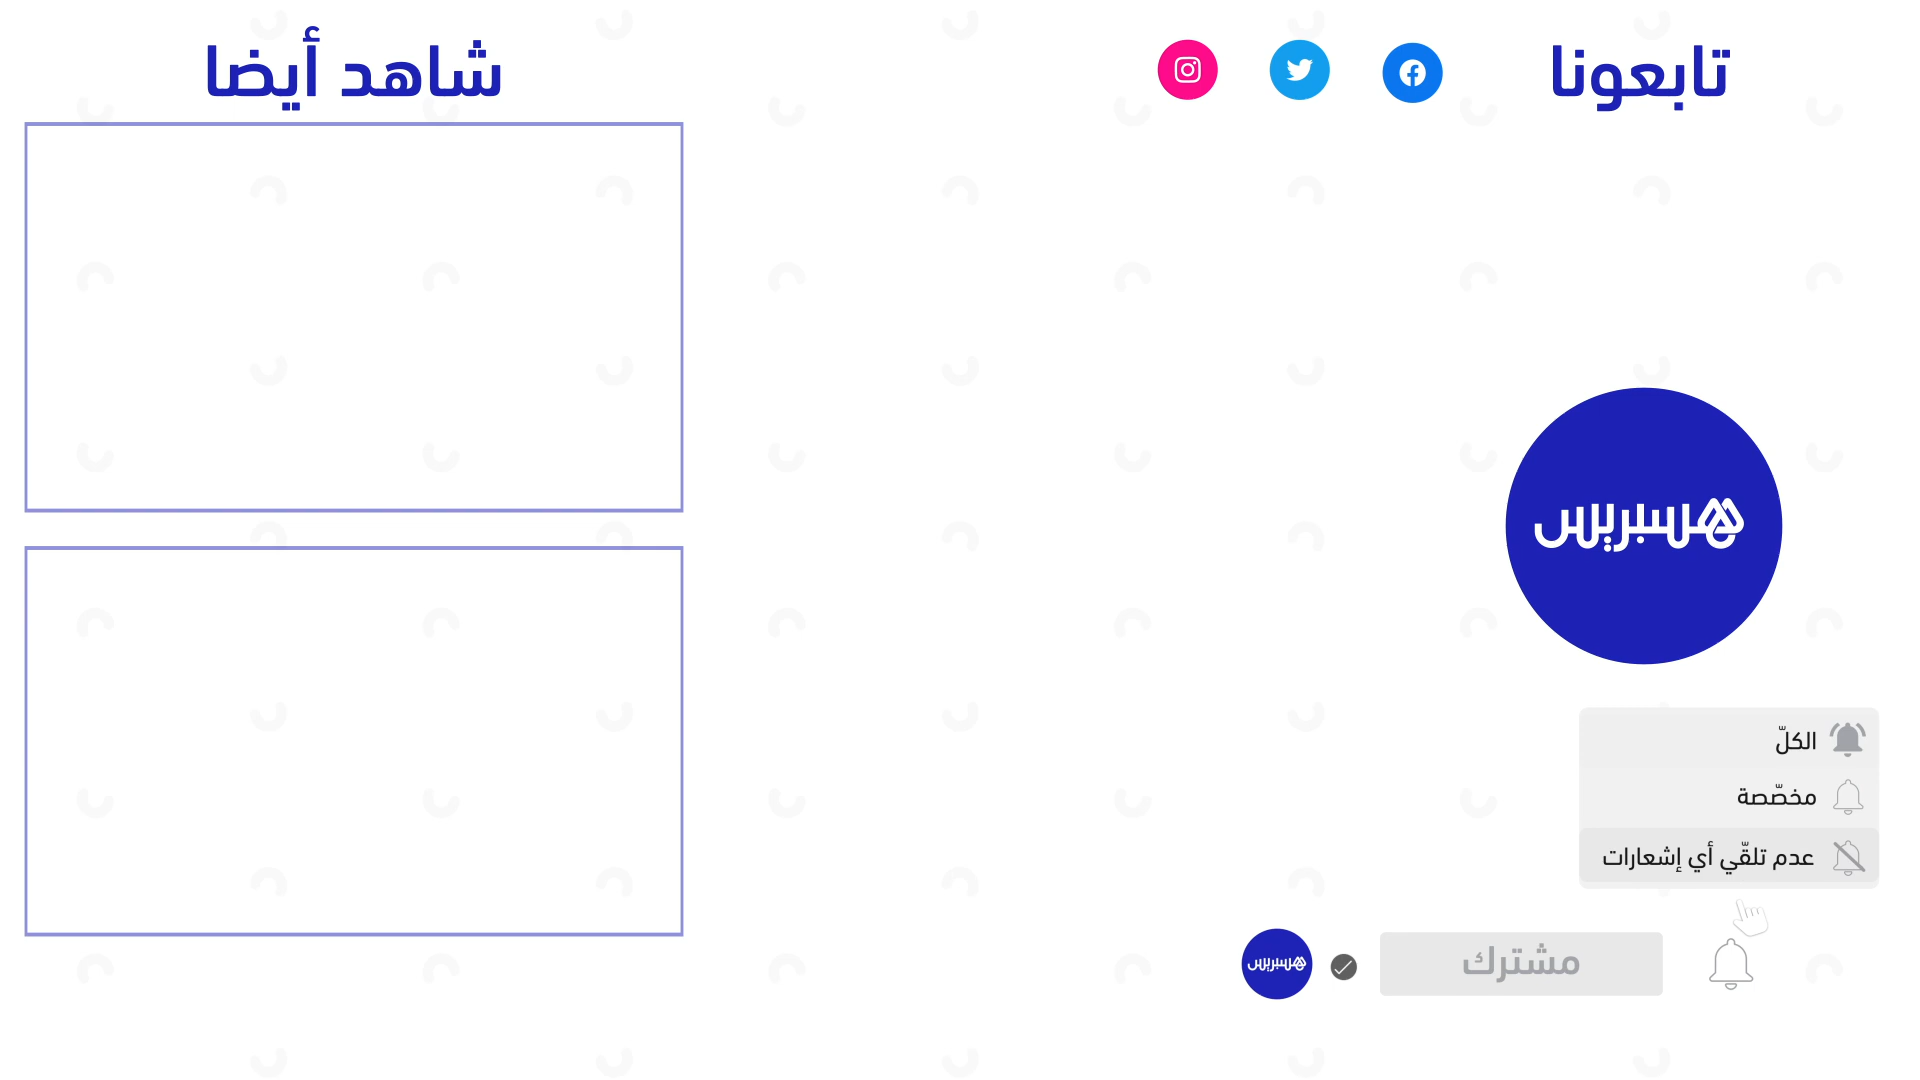 تابعونا
شاهد أيضا
هسبريس
الكلّ
مخصّصة
عدم تلقّي أي إشعارات
مشترك
هسبريس